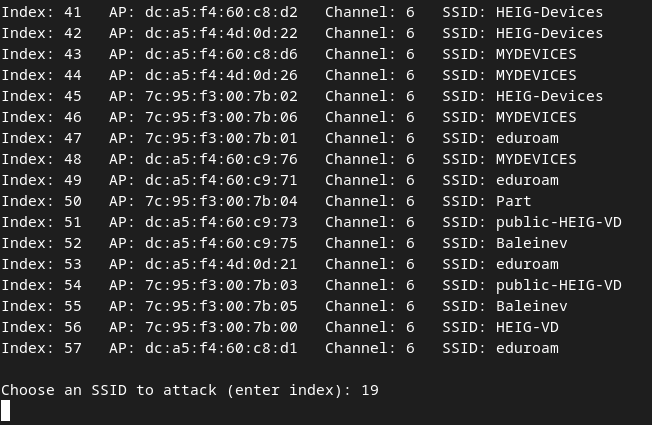 Index: 41   AP: dc:a5:f4:60:c8:d2   Channel: 6   SSID: HEIG-Devices
Index: 42   AP: dc:a5:f4:4d:0d:22   Channel: 6   SSID: HEIG-Devices
Index: 43   AP: dc:a5:f4:60:c8:d6   Channel: 6   SSID: MYDEVICES
Index: 44   AP: dc:a5:f4:4d:0d:26   Channel: 6   SSID: MYDEVICES
Index: 45   AP: 7c:95:f3:00:7b:02   Channel: 6   SSID: HEIG-Devices
Index: 46   AP: 7c:95:f3:00:7b:06   Channel: 6   SSID: MYDEVICES
Index: 47   AP: 7c:95:f3:00:7b:01   Channel: 6   SSID: eduroam
Index: 48   AP: dc:a5:f4:60:c9:76   Channel: 6   SSID: MYDEVICES
Index: 49   AP: dc:a5:f4:60:c9:71   Channel: 6   SSID: eduroam
Index: 50   AP: 7c:95:f3:00:7b:04   Channel: 6   SSID: Part
Index: 51   AP: dc:a5:f4:60:c9:73   Channel: 6   SSID: public-HEIG-VD
Index: 52   AP: dc:a5:f4:60:c9:75   Channel: 6   SSID: Baleinev
Index: 53   AP: dc:a5:f4:4d:0d:21   Channel: 6   SSID: eduroam
Index: 54   AP: 7c:95:f3:00:7b:03   Channel: 6   SSID: public-HEIG-VD
Index: 55   AP: 7c:95:f3:00:7b:05   Channel: 6   SSID: Baleinev
Index: 56   AP: 7c:95:f3:00:7b:00   Channel: 6   SSID: HEIG-VD
Index: 57   AP: dc:a5:f4:60:c8:d1   Channel: 6   SSID: eduroam
Choose an SSID to attack (enter index): 19